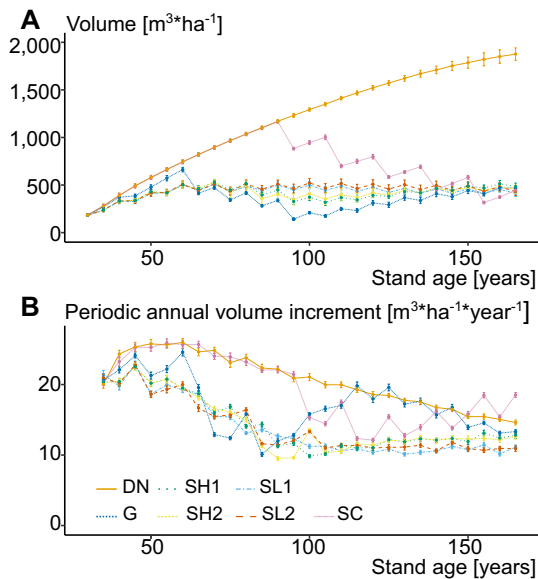 A Volume [m³*ha⁻¹]
2,000
1,500
1,000
500
0
50 100 150
Stand age [years]
B Periodic annual volume increment [m³*ha⁻¹*year⁻¹]
20
10
0
DN SH1 SL1
G SH2 SL2 SC
50 100 150
Stand age [years]